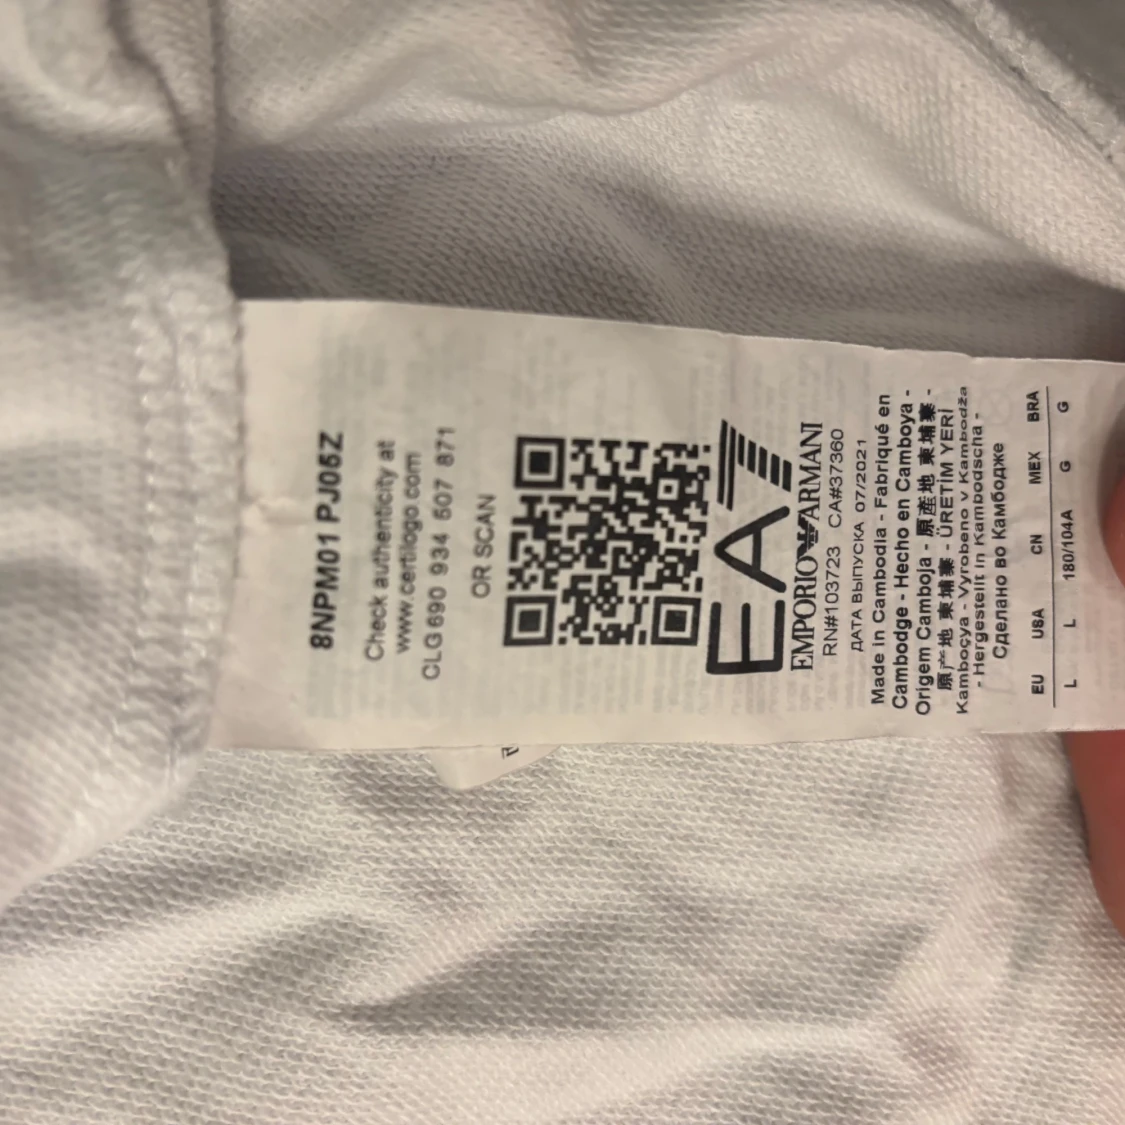 8NPM01 PJ05Z
Check authenticity at
www.certilogo.com
CLG 690 934 507 871
OR SCAN
EA7
EMPORIO ARMANI
RN#103723 CA#37360
ДАТА ВЫПУСКА 07/2021
Made in Cambodia - Fabriqué en
Cambodge - Hecho en Camboya -
Origem Camboja - 原產地 柬埔寨 -
原产地 柬埔寨 - ÜRETİM YERİ
Kamboçya - Vyrobeno v Kambodža
- Hergestellt in Kambodscha -
Сделано во Камбодже
EU USA CN MEX BRA
L L 180/104A G G